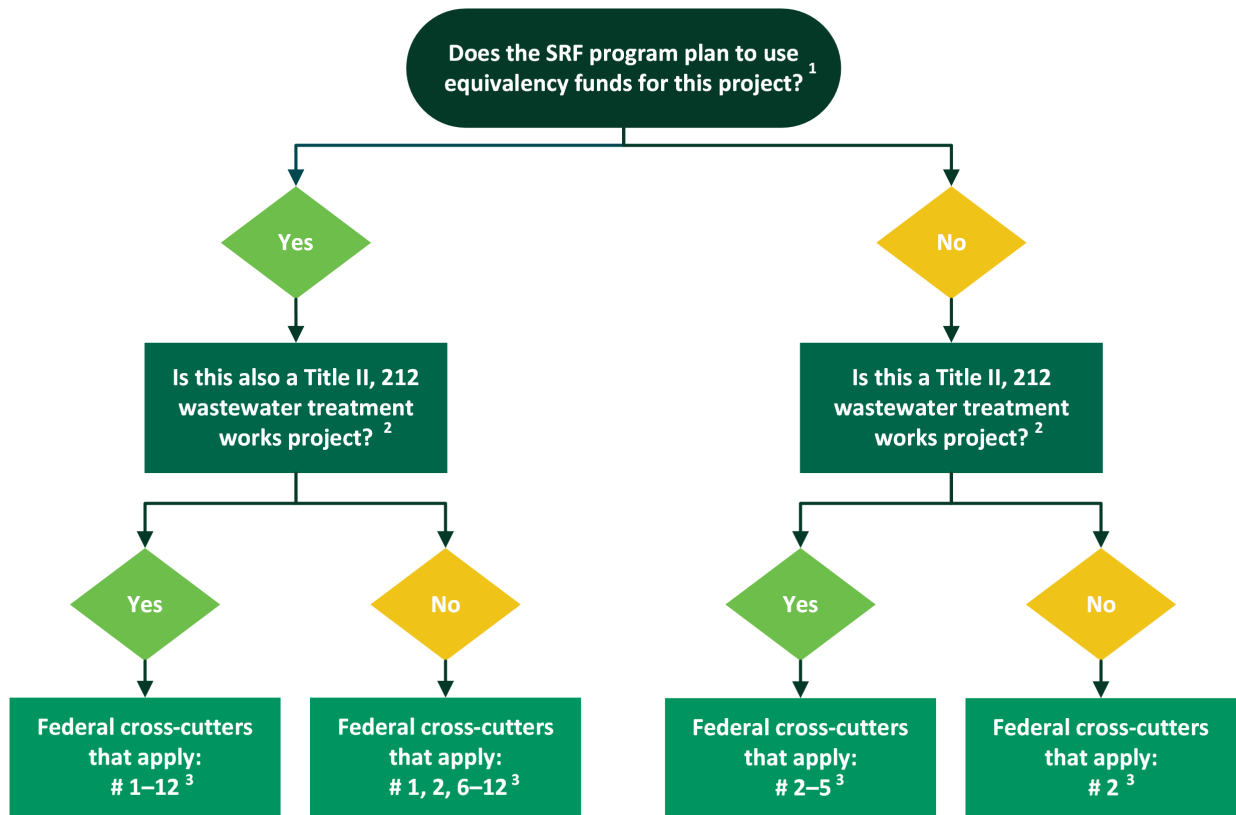 Does the SRF program plan to use
equivalency funds for this project? 1
Yes
No
Is this also a Title II, 212
wastewater treatment
works project? 2
Is this a Title II, 212
wastewater treatment
works project? 2
Yes
No
Yes
No
Federal cross-cutters
that apply:
# 1–12 3
Federal cross-cutters
that apply:
# 1, 2, 6–12 3
Federal cross-cutters
that apply:
# 2–5 3
Federal cross-cutters
that apply:
# 2 3